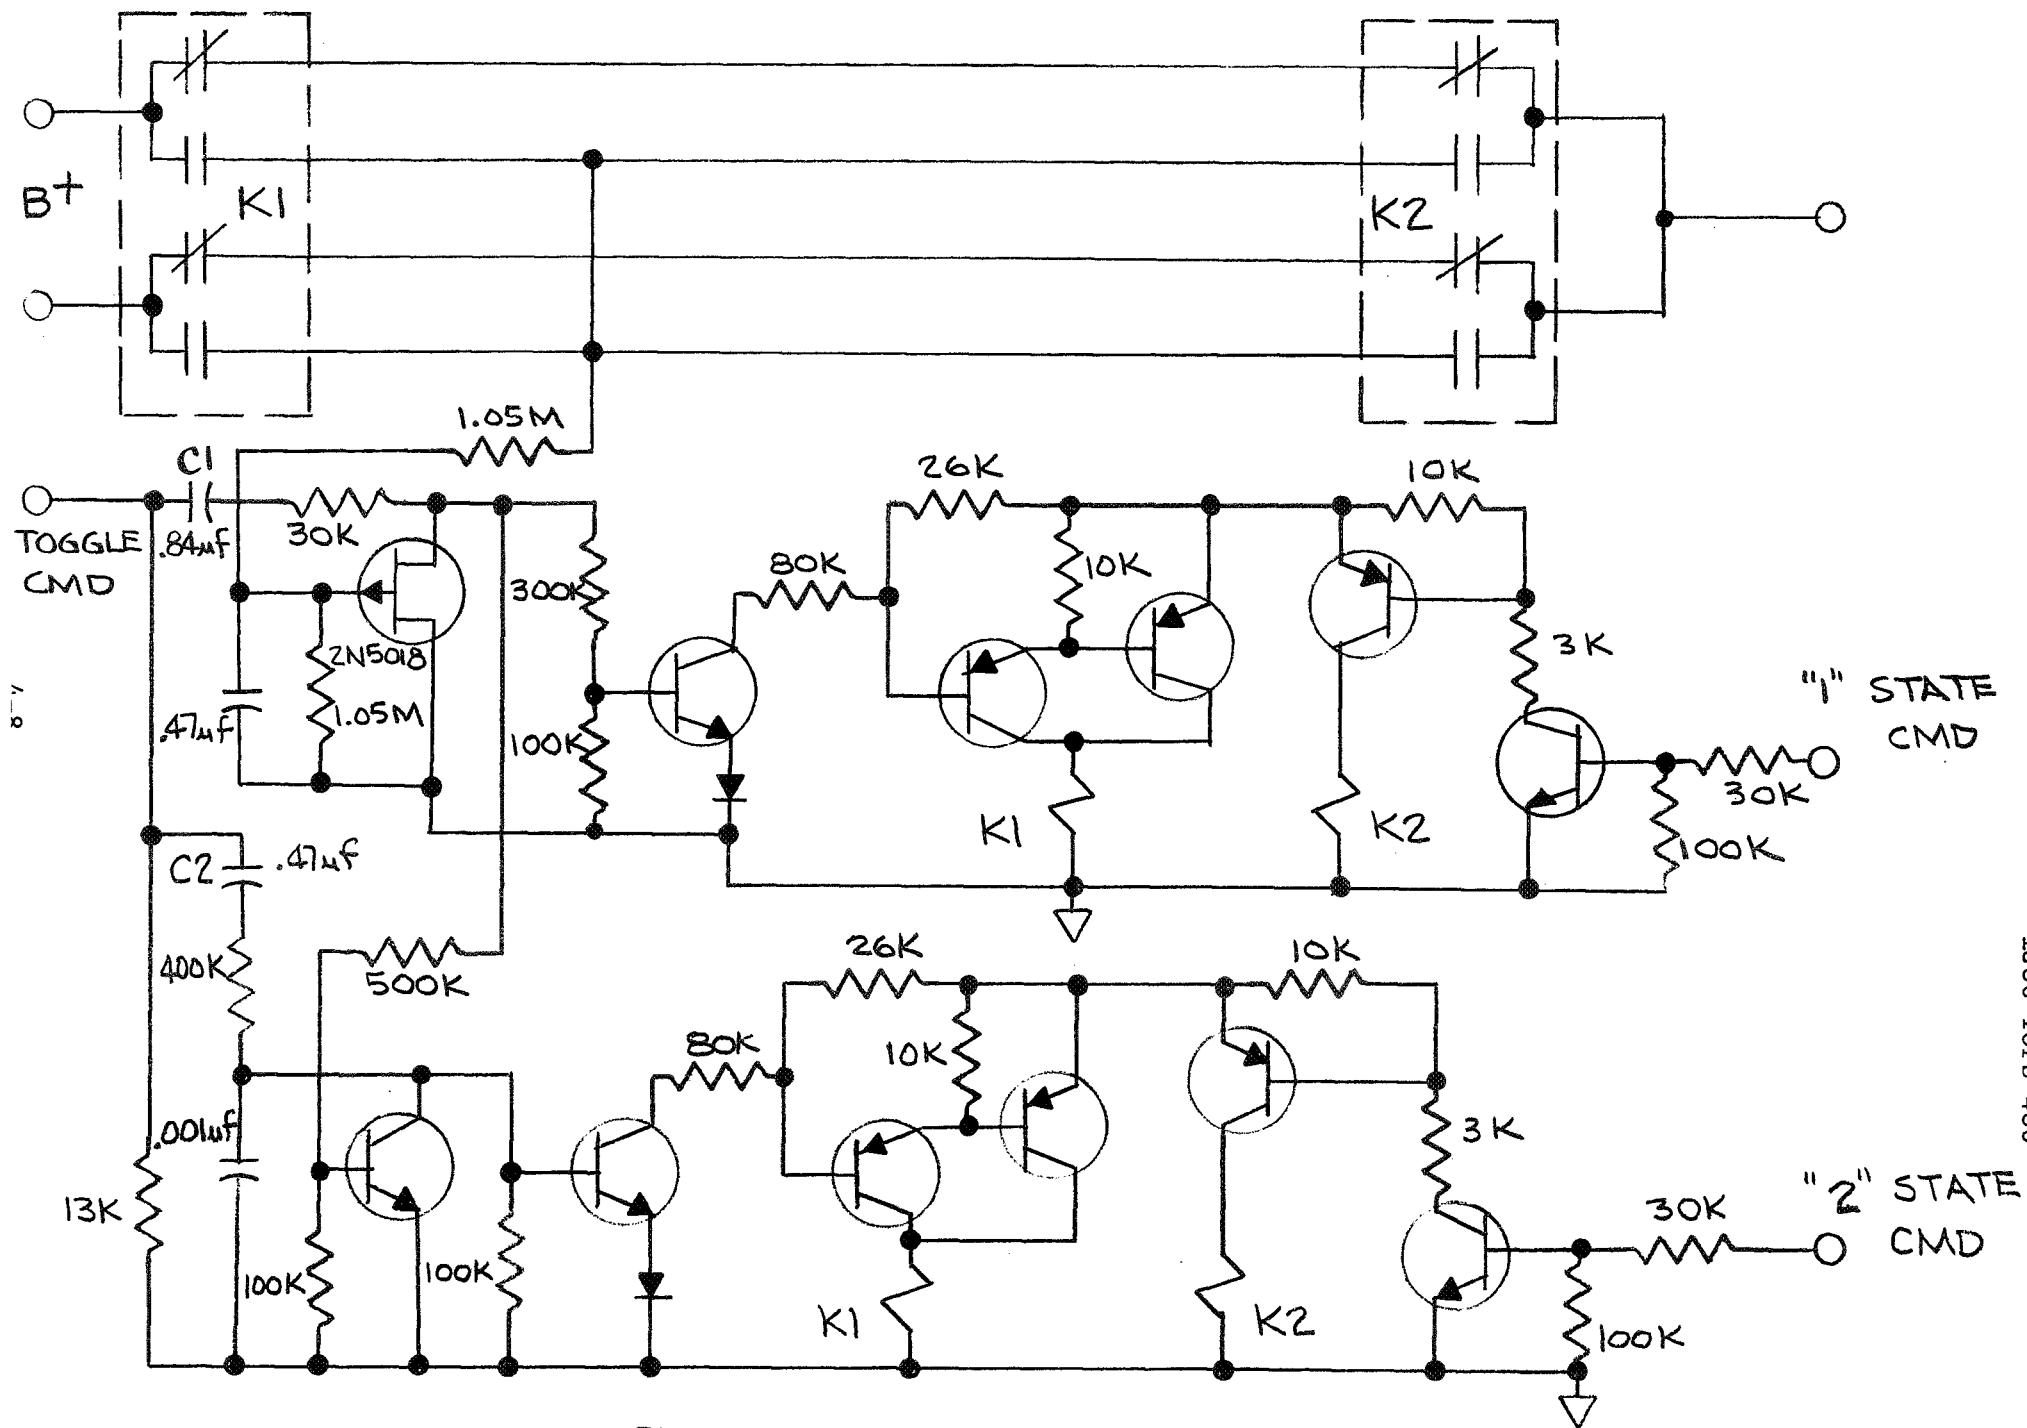 B+
K1
K2
1.05M
C1
.84µf
30K
TOGGLE
CMD
2N5018
1.05M
.47µf
300K
100K
80K
26K
10K
10K
3K
K1
K2
"1" STATE
CMD
30K
100K
C2
.47µf
400K
500K
.001µf
13K
100K
100K
80K
26K
10K
10K
3K
K1
K2
"2" STATE
CMD
30K
100K